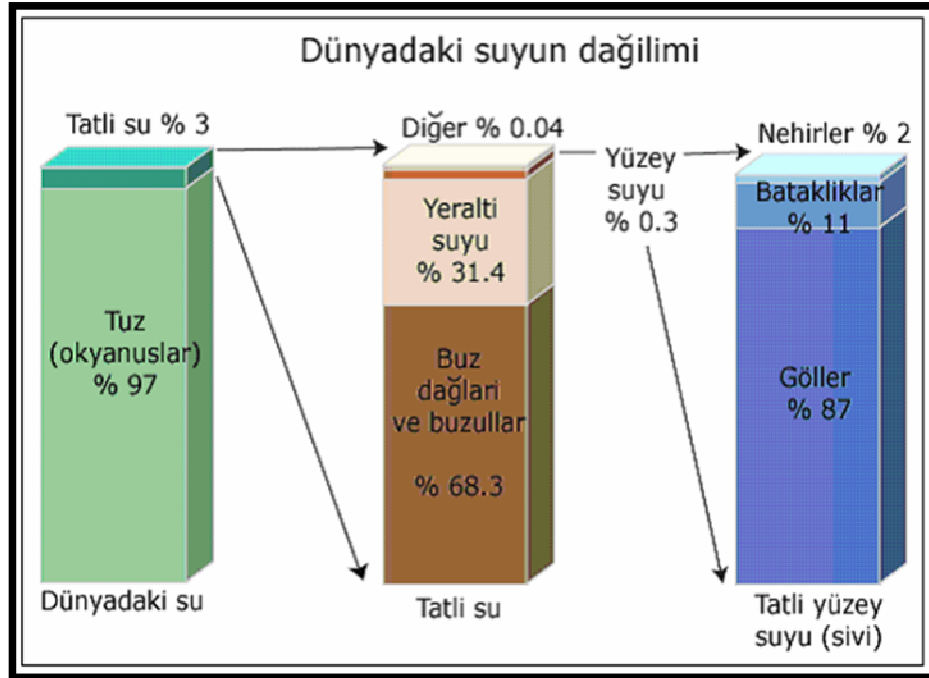 Dünyadaki suyun dağilimi
Tatli su % 3
Tuz
(okyanuslar)
% 97
Dünyadaki su
Diğer % 0.04
Yeralti
suyu
% 31.4
Buz
dağlari
ve buzullar
% 68.3
Tatli su
Yüzey
suyu
% 0.3
Nehirler % 2
Batakliklar
% 11
Göller
% 87
Tatli yüzey
suyu (sivi)